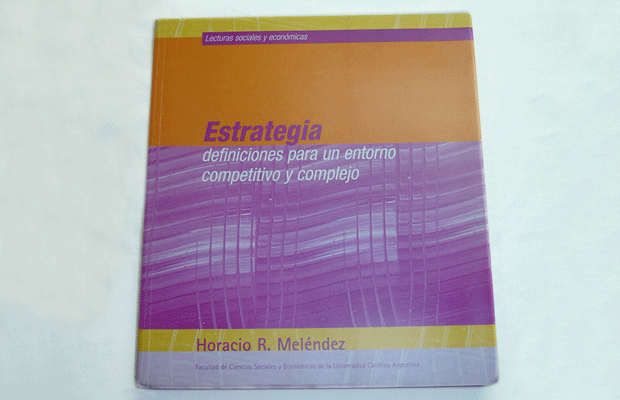 Lecturas sociales y económicas
Estrategia
definiciones para un entorno
competitivo y complejo
Horacio R. Meléndez
Facultad de Ciencias Sociales y Económicas de la Universidad Católica Argentina